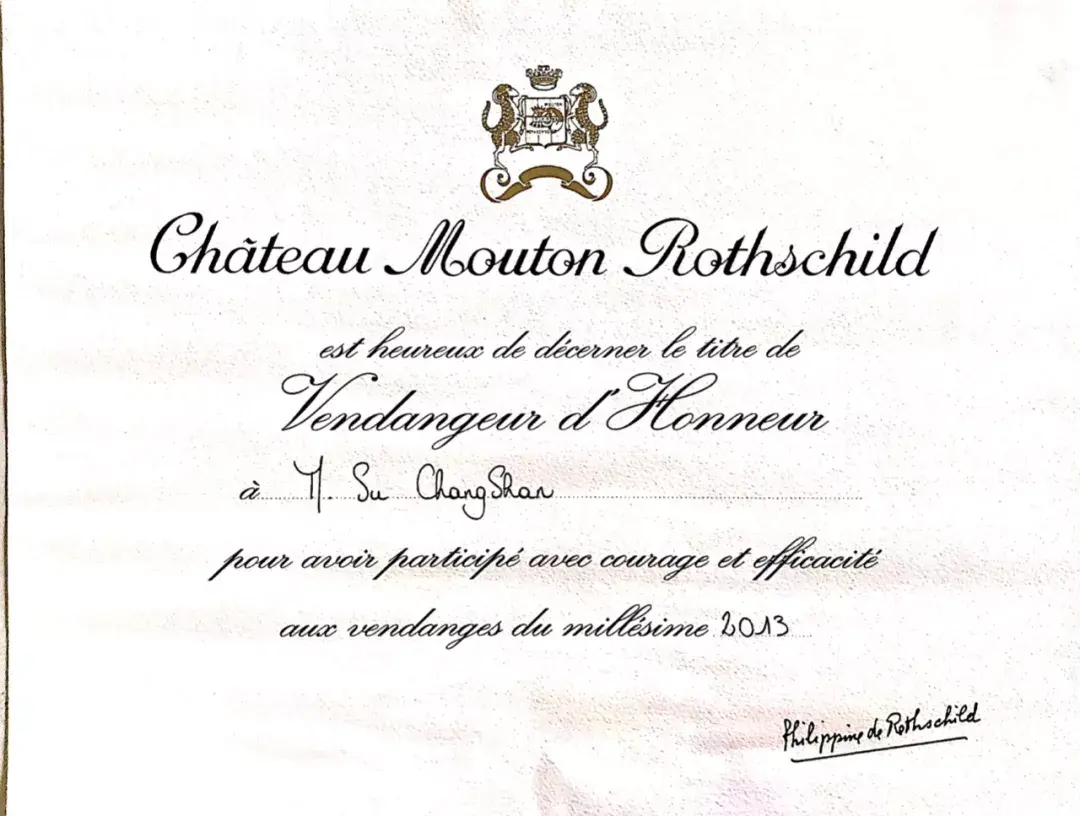 Château Mouton Rothschild
est heureux de décerner le titre de
Vendangeur d'Honneur
à M. Su ChangShan
pour avoir participé avec courage et efficacité
aux vendanges du millésime 2013
Philippine de Rothschild